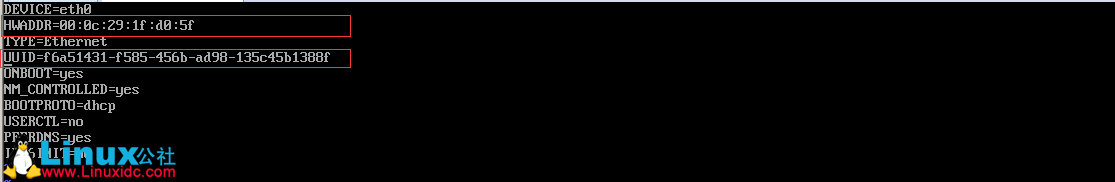 DEVICE=eth0
HWADDR=00:0c:29:1f:d0:5f
TYPE=Ethernet
UUID=f6a51431-f585-456b-ad98-135c45b1388f
ONBOOT=yes
NM_CONTROLLED=yes
BOOTPROTO=dhcp
USERCTL=no
PEERDNS=yes
Linux公社
www.Linuxidc.com